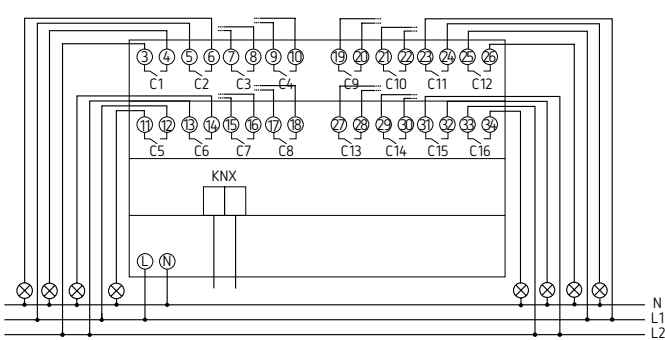 3 4 5 6 7 8 9 10 19 20 21 22 23 24 25 26
C1 C2 C3 C4 C9 C10 C11 C12
11 12 13 14 15 16 17 18 27 28 29 30 31 32 33 34
C5 C6 C7 C8 C13 C14 C15 C16
KNX
L N
N
L1
L2